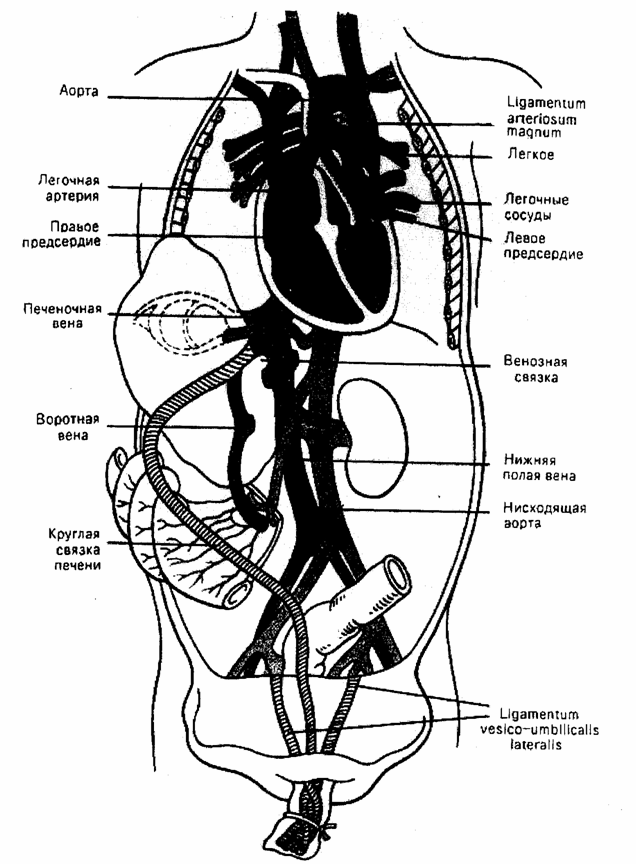 Аорта
Легочная
артерия
Правое
предсердие
Печеночная
вена
Воротная
вена
Круглая
связка
печени
Ligamentum
arteriosum
magnum
Легкое
Легочные
сосуды
Левое
предсердие
Венозная
связка
Нижняя
полая вена
Нисходящая
аорта
Ligamentum
vesico-umbilicalis
lateralis